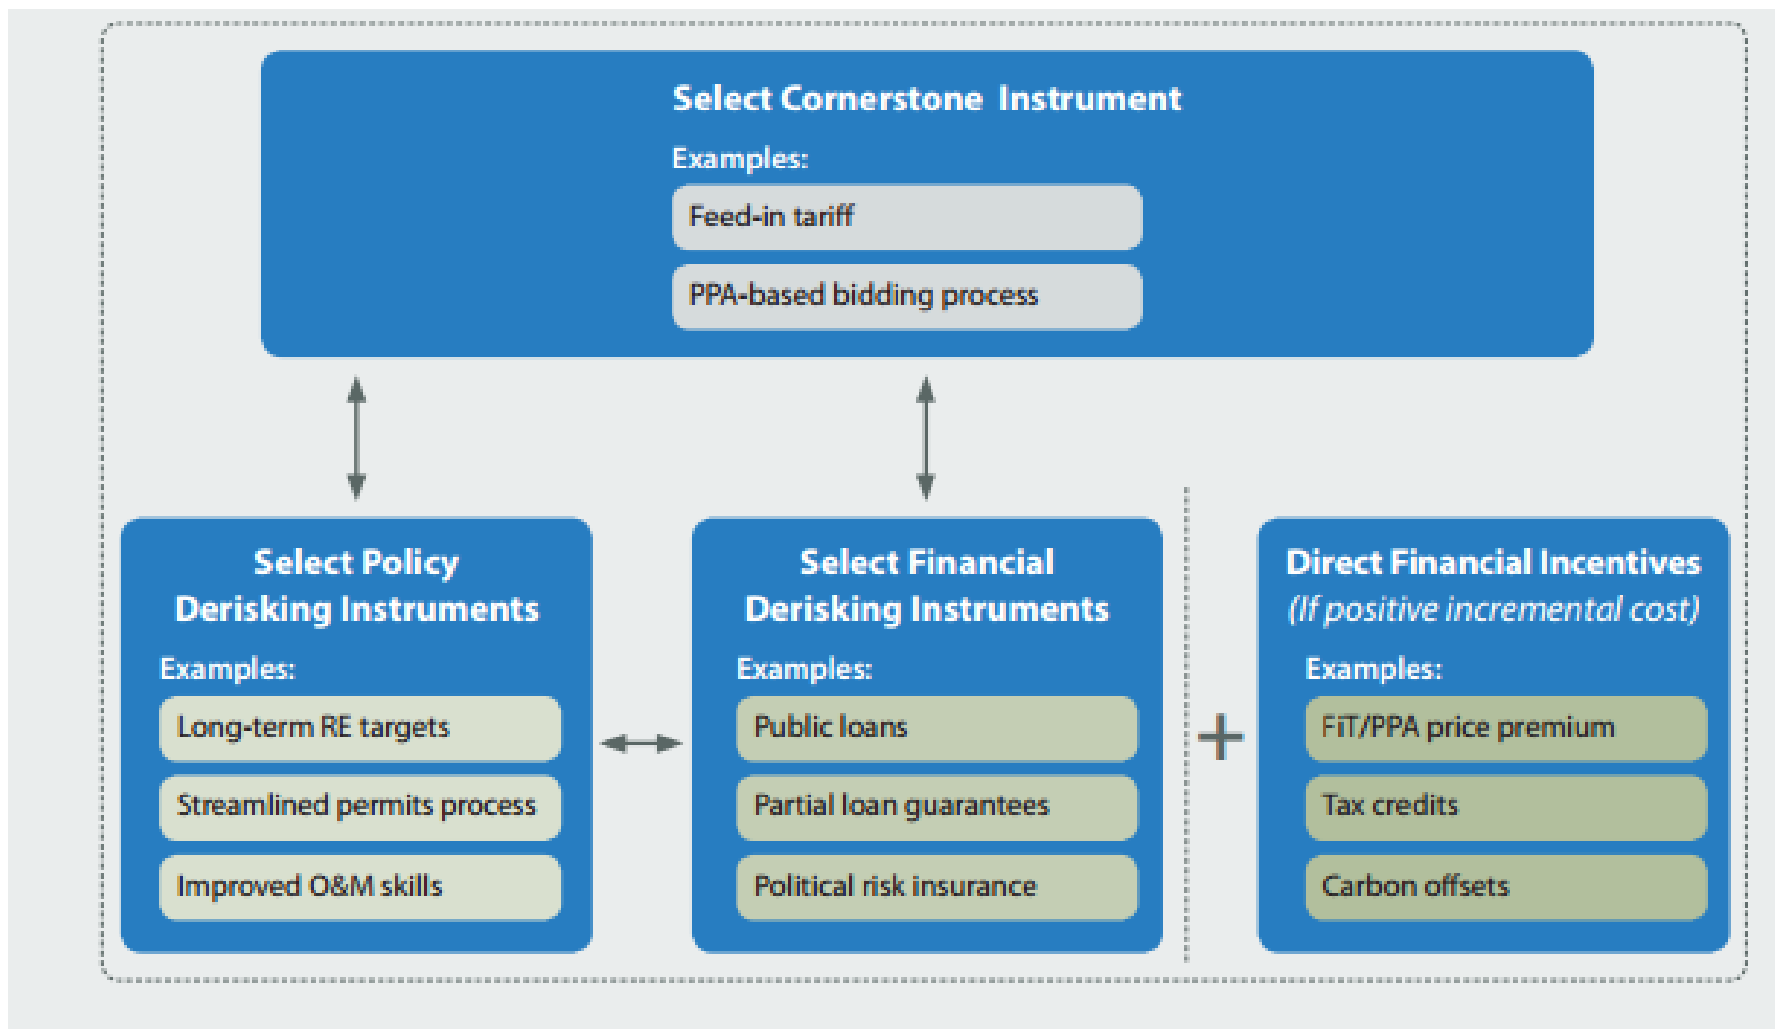 Select Cornerstone Instrument
Examples:
Feed-in tariff
PPA-based bidding process
Select Policy
Derisking Instruments
Examples:
Long-term RE targets
Streamlined permits process
Improved O&M skills
Select Financial
Derisking Instruments
Examples:
Public loans
Partial loan guarantees
Political risk insurance
+
Direct Financial Incentives
(If positive incremental cost)
Examples:
FiT/PPA price premium
Tax credits
Carbon offsets